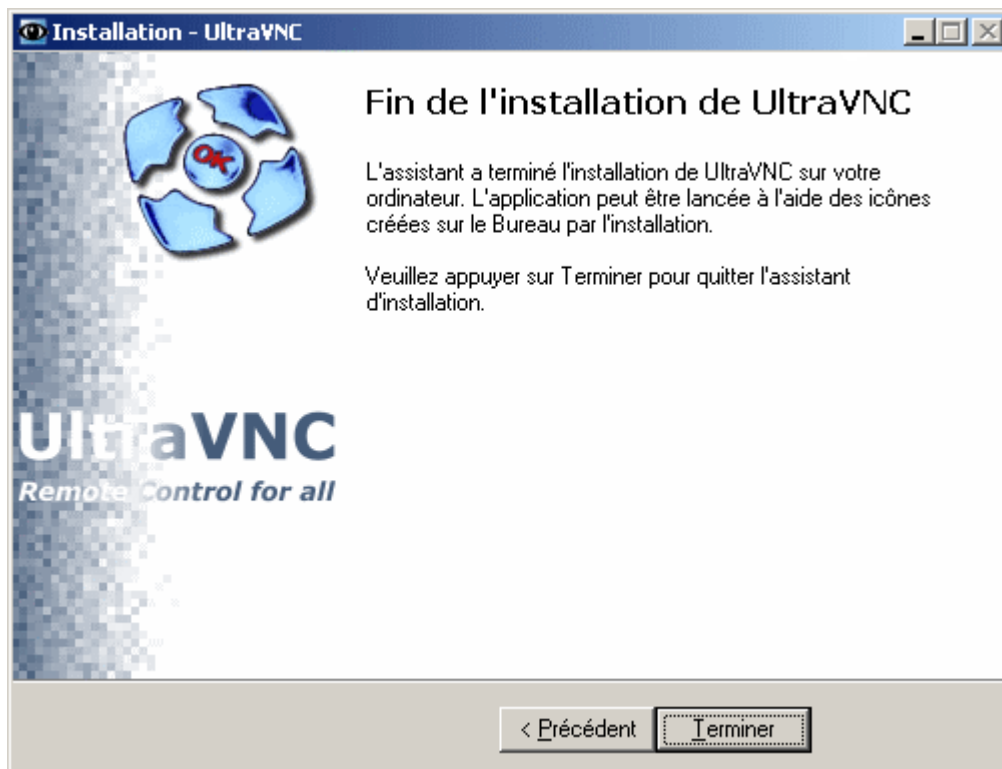 Installation - UltraVNC
OK
Fin de l'installation de UltraVNC
L'assistant a terminé l'installation de UltraVNC sur votre
ordinateur. L'application peut être lancée à l'aide des icônes
créées sur le Bureau par l'installation.
Veuillez appuyer sur Terminer pour quitter l'assistant
d'installation.
UltraVNC
Remote Control for all
< Précédent
Terminer